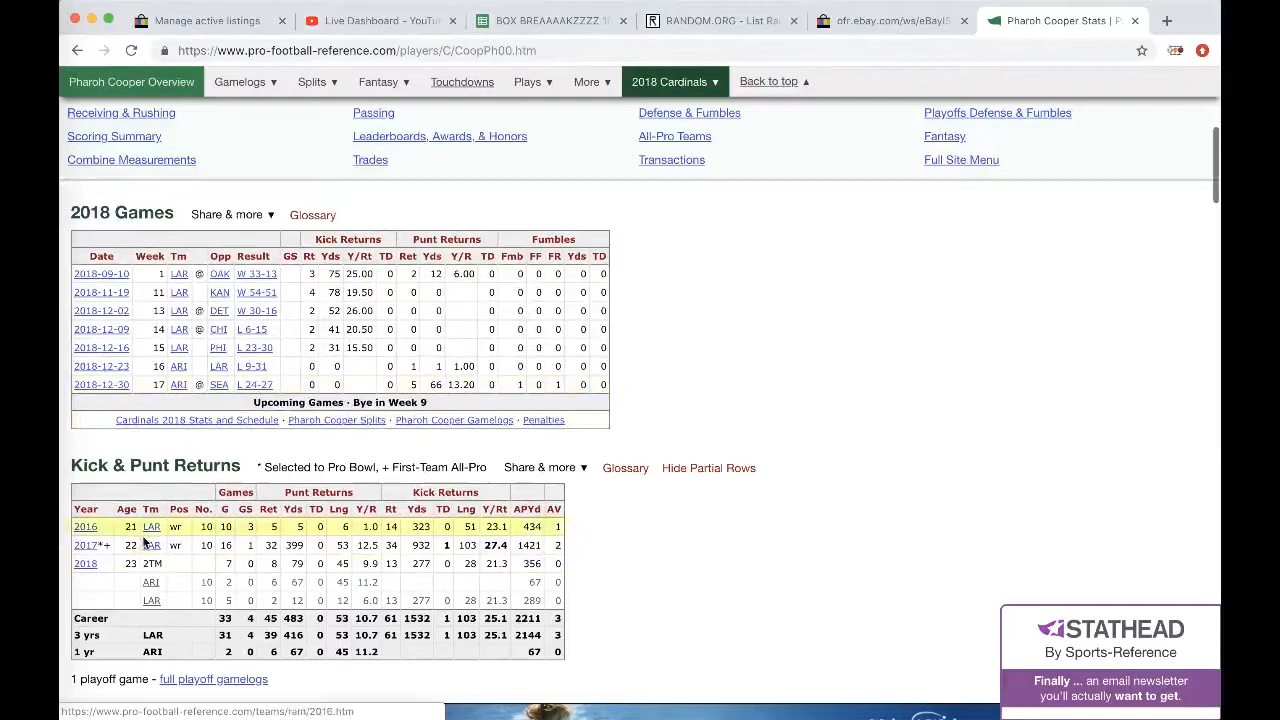 Manage active listings
Live Dashboard - YouTu
BOX BREAAAKZZZZ 10
RANDOM.ORG - List Ra
cgi.ebay.com/ws/eBayIS
Pharoh Cooper Stats | P
https://www.pro-football-reference.com/players/C/CoopPh00.htm
Pharoh Cooper Overview Gamelogs ▼ Splits ▼ Fantasy ▼ Touchdowns Plays ▼ More ▼ 2018 Cardinals ▼ Back to top ▲
Receiving & Rushing Passing Defense & Fumbles Playoffs Defense & Fumbles
Scoring Summary Leaderboards, Awards, & Honors All-Pro Teams Fantasy
Combine Measurements Trades Transactions Full Site Menu
2018 Games Share & more ▼ Glossary
Kick Returns Punt Returns Fumbles
Date Week Tm Opp Result GS Rt Yds Y/Rt TD Ret Yds Y/R TD Fmb FF FR Yds TD
2018-09-10 1 LAR @ OAK W 33-13 3 75 25.00 0 2 12 6.00 0 0 0 0 0 0
2018-11-19 11 LAR KAN W 54-51 4 78 19.50 0 0 0 0 0 0 0 0 0
2018-12-02 13 LAR @ DET W 30-16 2 52 26.00 0 0 0 0 0 0 0 0 0
2018-12-09 14 LAR @ CHI L 6-15 2 41 20.50 0 0 0 0 0 0 0 0 0
2018-12-16 15 LAR PHI L 23-30 2 31 15.50 0 0 0 0 0 0 0 0 0
2018-12-23 16 ARI LAR L 9-31 0 0 0 1 1 1.00 0 0 0 0 0 0
2018-12-30 17 ARI @ SEA L 24-27 0 0 0 5 66 13.20 0 1 0 1 0 0
Upcoming Games · Bye in Week 9
Cardinals 2018 Stats and Schedule · Pharoh Cooper Splits · Pharoh Cooper Gamelogs · Penalties
Kick & Punt Returns * Selected to Pro Bowl, + First-Team All-Pro Share & more ▼ Glossary Hide Partial Rows
Games Punt Returns Kick Returns
Year Age Tm Pos No. G GS Ret Yds TD Lng Y/R Rt Yds TD Lng Y/Rt APYd AV
2016 21 LAR wr 10 10 3 5 5 0 6 1.0 14 323 0 51 23.1 434 1
2017*+ 22 LAR wr 10 16 1 32 399 0 53 12.5 34 932 1 103 27.4 1421 2
2018 23 2TM 7 0 8 79 0 45 9.9 13 277 0 28 21.3 356 0
ARI 10 2 0 6 67 0 45 11.2 67 0
LAR 10 5 0 2 12 0 12 6.0 13 277 0 28 21.3 289 0
Career 33 4 45 483 0 53 10.7 61 1532 1 103 25.1 2211 3
3 yrs LAR 31 4 39 416 0 53 10.7 61 1532 1 103 25.1 2144 3
1 yr ARI 2 0 6 67 0 45 11.2 67 0
1 playoff game - full playoff gamelogs
STATHEAD
By Sports-Reference
Finally ... an email newsletter
you'll actually want to get.
https://www.pro-football-reference.com/teams/ram/2016.htm